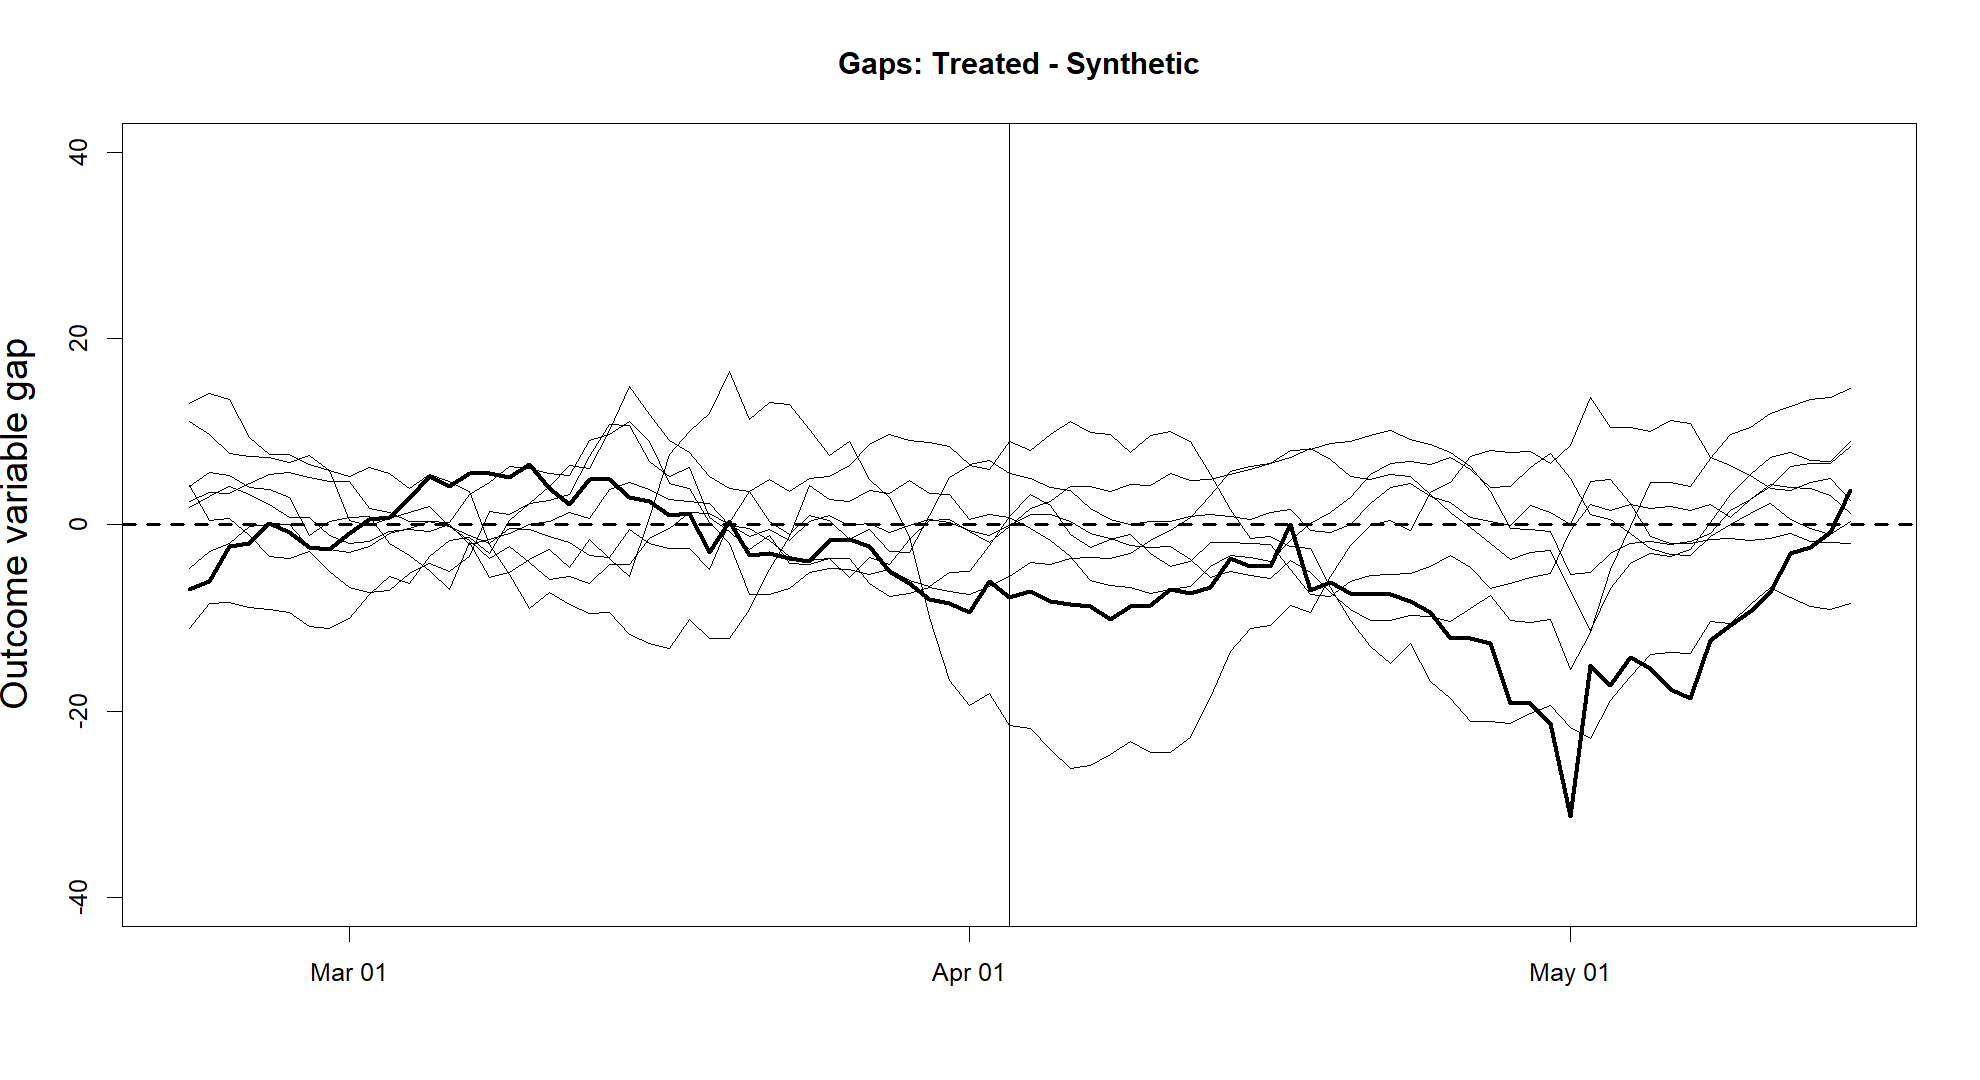 Gaps: Treated - Synthetic
Outcome variable gap
40
20
0
-20
-40
Mar 01
Apr 01
May 01